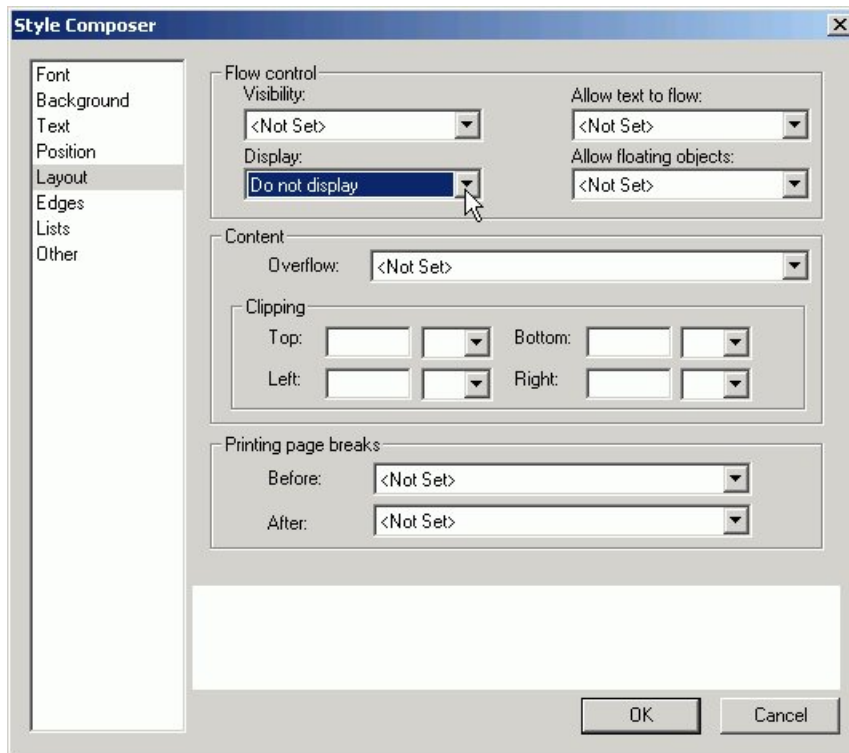 Style Composer
Font
Background
Text
Position
Layout
Edges
Lists
Other
Flow control
Visibility:
<Not Set>
Display:
Do not display
Allow text to flow:
<Not Set>
Allow floating objects:
<Not Set>
Content
Overflow:
<Not Set>
Clipping
Top:
Bottom:
Left:
Right:
Printing page breaks
Before:
<Not Set>
After:
<Not Set>
OK
Cancel